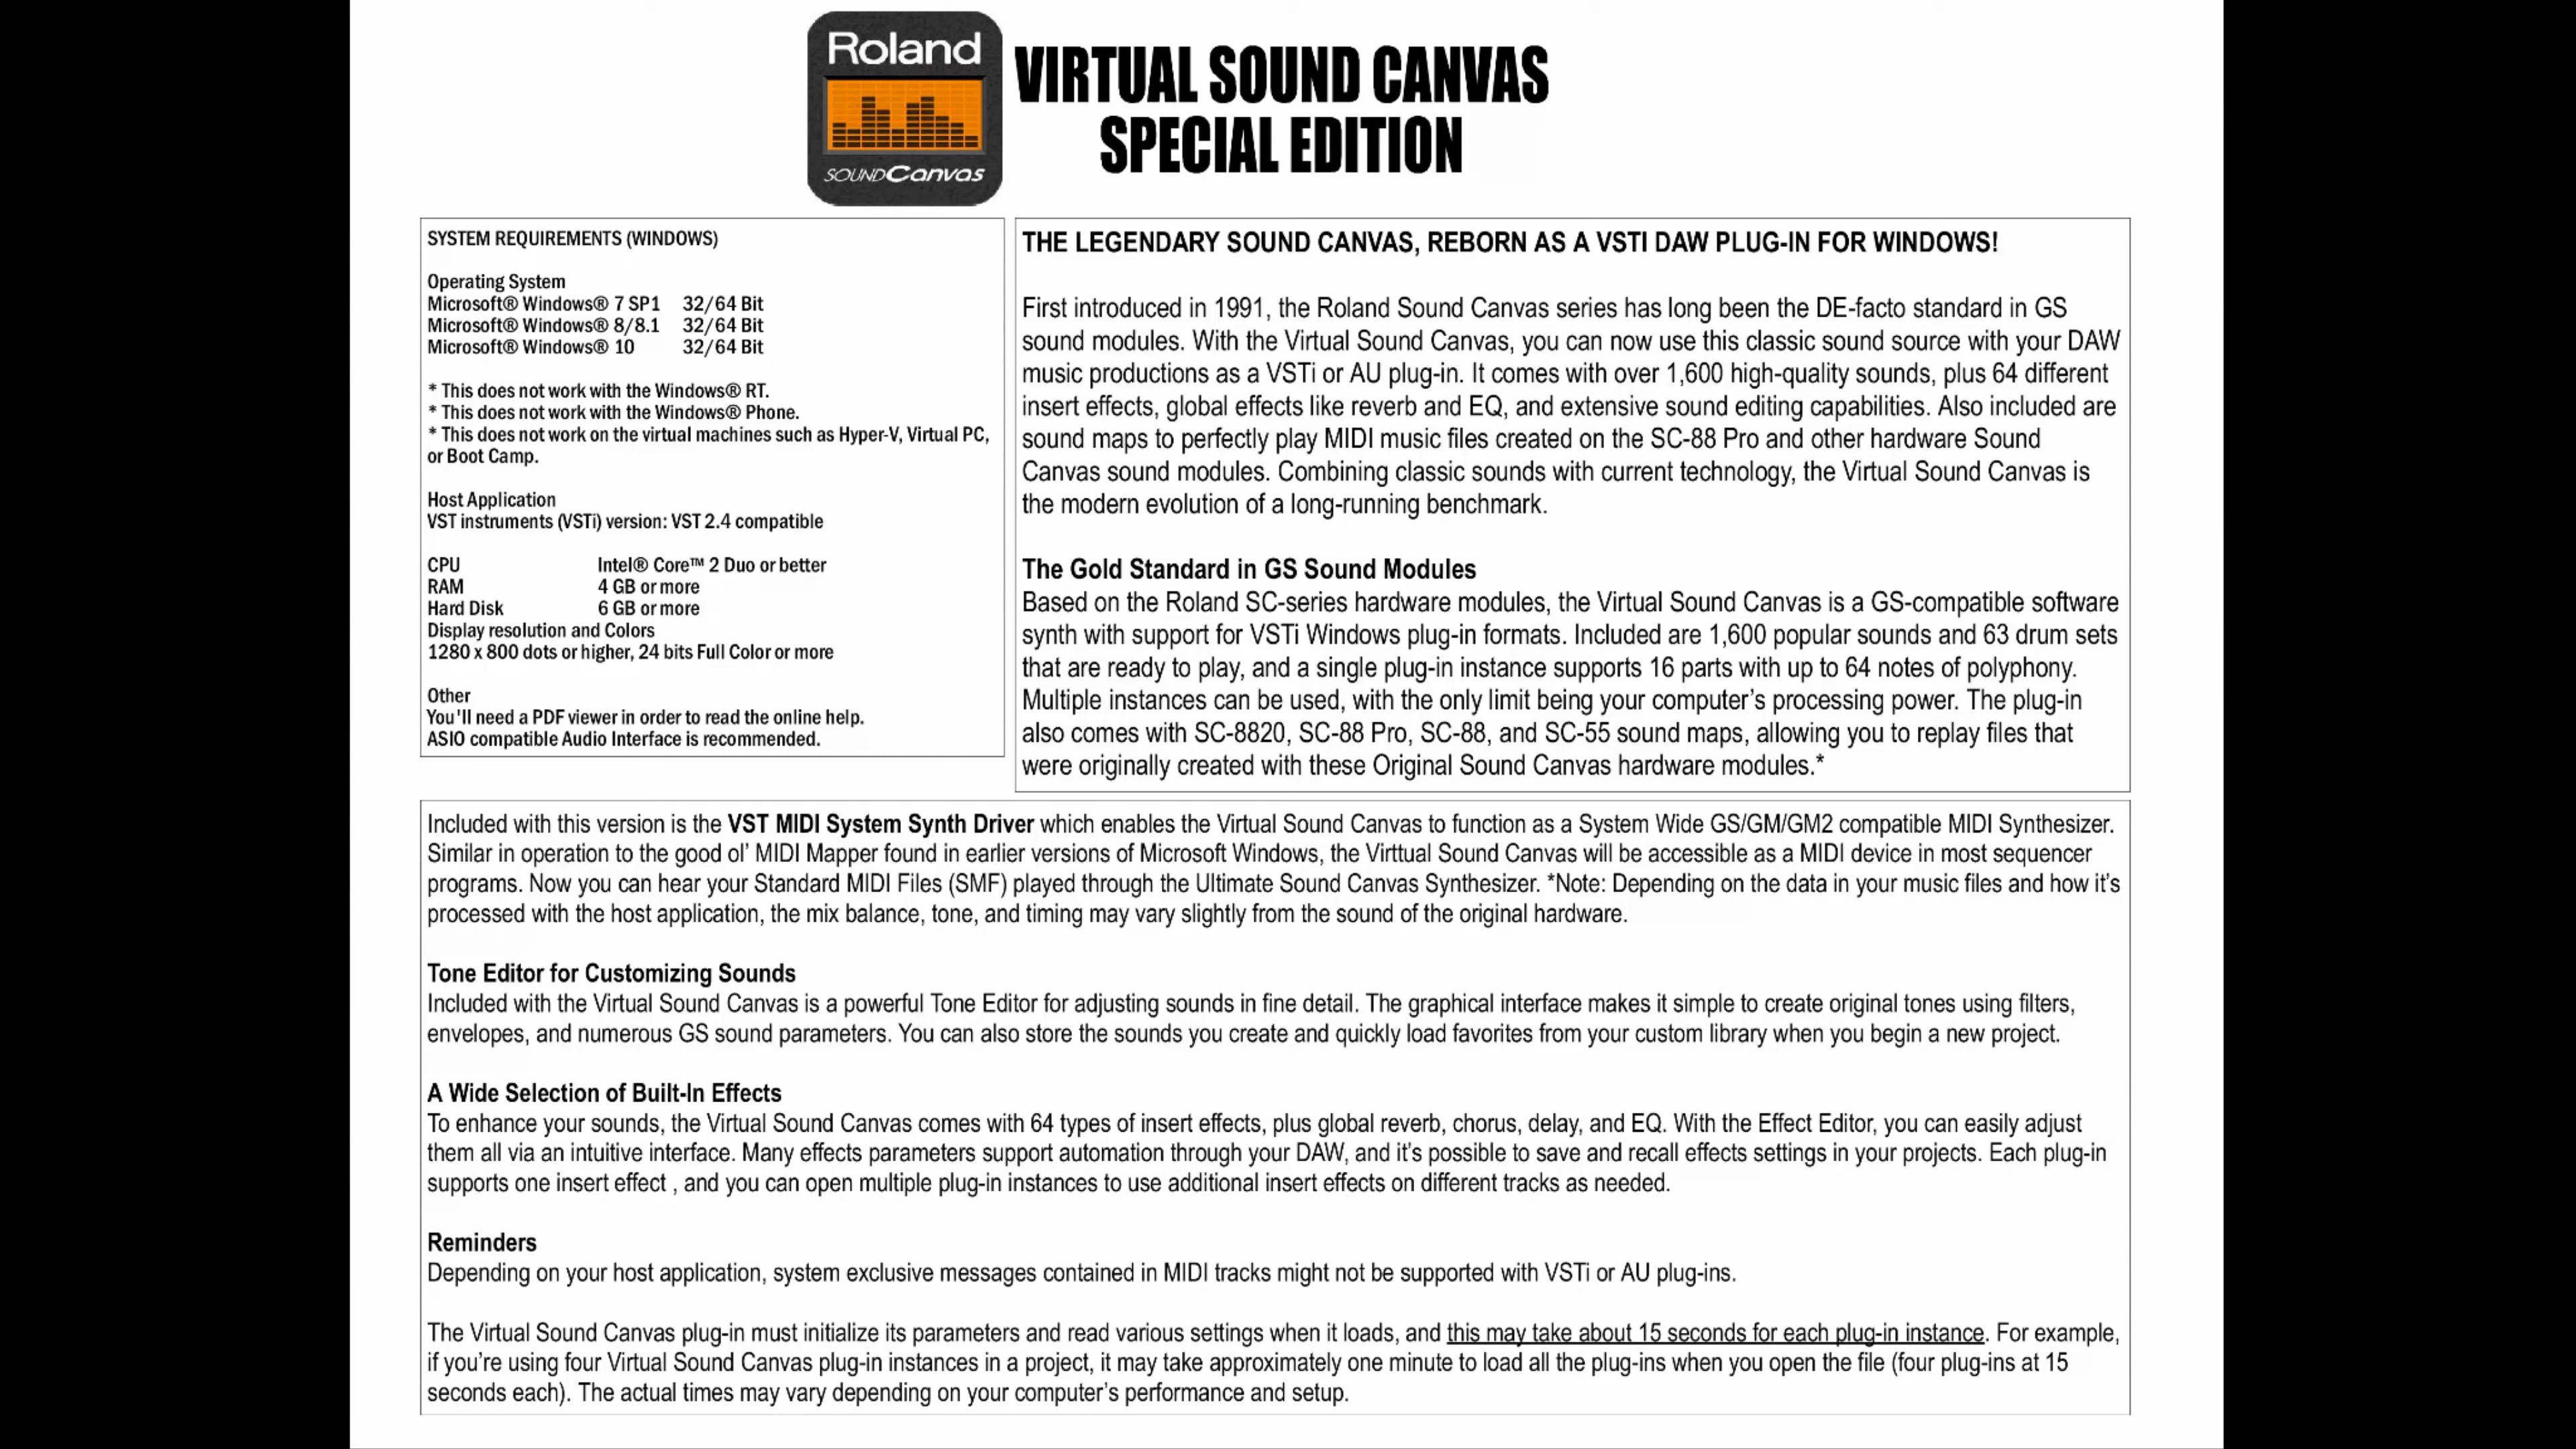 Roland
SOUNDCanvas
VIRTUAL SOUND CANVAS
SPECIAL EDITION
SYSTEM REQUIREMENTS (WINDOWS)
Operating System
Microsoft® Windows® 7 SP1 32/64 Bit
Microsoft® Windows® 8/8.1 32/64 Bit
Microsoft® Windows® 10 32/64 Bit
* This does not work with the Windows® RT.
* This does not work with the Windows® Phone.
* This does not work on the virtual machines such as Hyper-V, Virtual PC,
or Boot Camp.
Host Application
VST instruments (VSTi) version: VST 2.4 compatible
CPU Intel® Core™ 2 Duo or better
RAM 4 GB or more
Hard Disk 6 GB or more
Display resolution and Colors
1280 x 800 dots or higher, 24 bits Full Color or more
Other
You'll need a PDF viewer in order to read the online help.
ASIO compatible Audio Interface is recommended.
THE LEGENDARY SOUND CANVAS, REBORN AS A VSTI DAW PLUG-IN FOR WINDOWS!
First introduced in 1991, the Roland Sound Canvas series has long been the DE-facto standard in GS
sound modules. With the Virtual Sound Canvas, you can now use this classic sound source with your DAW
music productions as a VSTi or AU plug-in. It comes with over 1,600 high-quality sounds, plus 64 different
insert effects, global effects like reverb and EQ, and extensive sound editing capabilities. Also included are
sound maps to perfectly play MIDI music files created on the SC-88 Pro and other hardware Sound
Canvas sound modules. Combining classic sounds with current technology, the Virtual Sound Canvas is
the modern evolution of a long-running benchmark.
The Gold Standard in GS Sound Modules
Based on the Roland SC-series hardware modules, the Virtual Sound Canvas is a GS-compatible software
synth with support for VSTi Windows plug-in formats. Included are 1,600 popular sounds and 63 drum sets
that are ready to play, and a single plug-in instance supports 16 parts with up to 64 notes of polyphony.
Multiple instances can be used, with the only limit being your computer's processing power. The plug-in
also comes with SC-8820, SC-88 Pro, SC-88, and SC-55 sound maps, allowing you to replay files that
were originally created with these Original Sound Canvas hardware modules.*
Included with this version is the VST MIDI System Synth Driver which enables the Virtual Sound Canvas to function as a System Wide GS/GM/GM2 compatible MIDI Synthesizer.
Similar in operation to the good ol' MIDI Mapper found in earlier versions of Microsoft Windows, the Virttual Sound Canvas will be accessible as a MIDI device in most sequencer
programs. Now you can hear your Standard MIDI Files (SMF) played through the Ultimate Sound Canvas Synthesizer. *Note: Depending on the data in your music files and how it's
processed with the host application, the mix balance, tone, and timing may vary slightly from the sound of the original hardware.
Tone Editor for Customizing Sounds
Included with the Virtual Sound Canvas is a powerful Tone Editor for adjusting sounds in fine detail. The graphical interface makes it simple to create original tones using filters,
envelopes, and numerous GS sound parameters. You can also store the sounds you create and quickly load favorites from your custom library when you begin a new project.
A Wide Selection of Built-In Effects
To enhance your sounds, the Virtual Sound Canvas comes with 64 types of insert effects, plus global reverb, chorus, delay, and EQ. With the Effect Editor, you can easily adjust
them all via an intuitive interface. Many effects parameters support automation through your DAW, and it's possible to save and recall effects settings in your projects. Each plug-in
supports one insert effect , and you can open multiple plug-in instances to use additional insert effects on different tracks as needed.
Reminders
Depending on your host application, system exclusive messages contained in MIDI tracks might not be supported with VSTi or AU plug-ins.
The Virtual Sound Canvas plug-in must initialize its parameters and read various settings when it loads, and this may take about 15 seconds for each plug-in instance. For example,
if you're using four Virtual Sound Canvas plug-in instances in a project, it may take approximately one minute to load all the plug-ins when you open the file (four plug-ins at 15
seconds each). The actual times may vary depending on your computer's performance and setup.